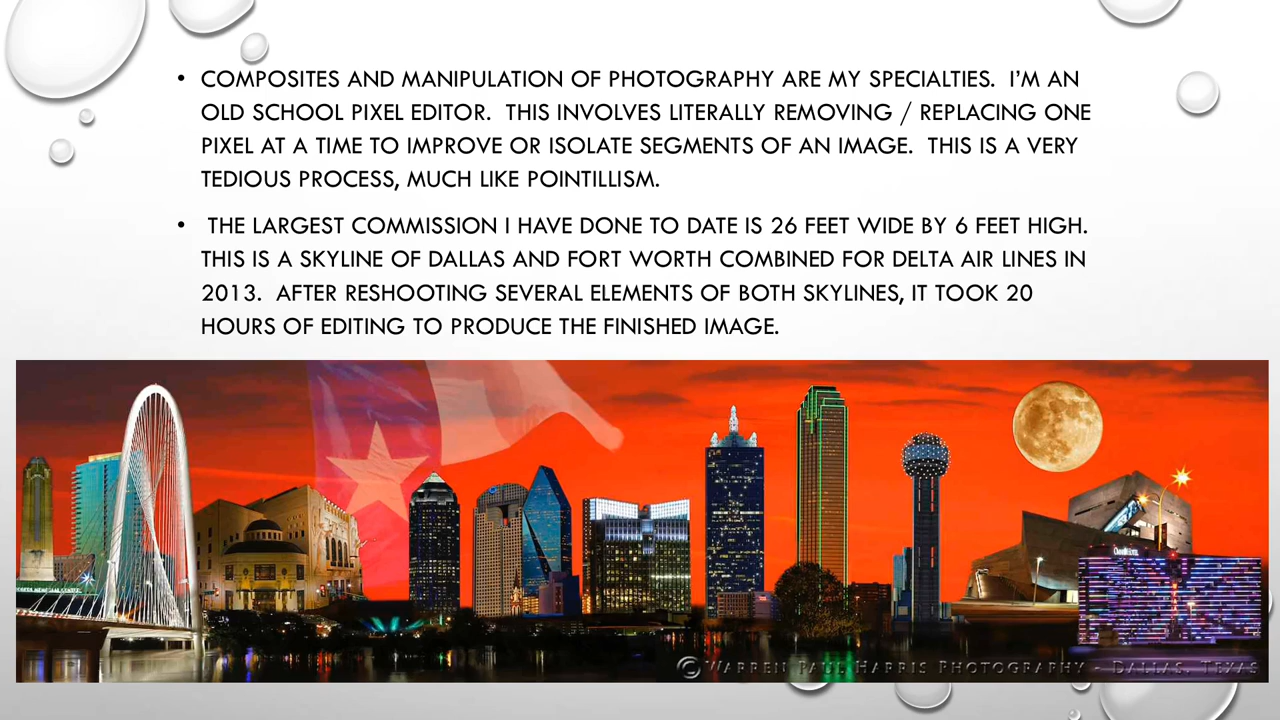 • COMPOSITES AND MANIPULATION OF PHOTOGRAPHY ARE MY SPECIALTIES.  I’M AN
OLD SCHOOL PIXEL EDITOR.  THIS INVOLVES LITERALLY REMOVING / REPLACING ONE
PIXEL AT A TIME TO IMPROVE OR ISOLATE SEGMENTS OF AN IMAGE.  THIS IS A VERY
TEDIOUS PROCESS, MUCH LIKE POINTILLISM.
• THE LARGEST COMMISSION I HAVE DONE TO DATE IS 26 FEET WIDE BY 6 FEET HIGH.
THIS IS A SKYLINE OF DALLAS AND FORT WORTH COMBINED FOR DELTA AIR LINES IN
2013.  AFTER RESHOOTING SEVERAL ELEMENTS OF BOTH SKYLINES, IT TOOK 20
HOURS OF EDITING TO PRODUCE THE FINISHED IMAGE.
© WARREN PAUL HARRIS PHOTOGRAPHY - DALLAS, TEXAS